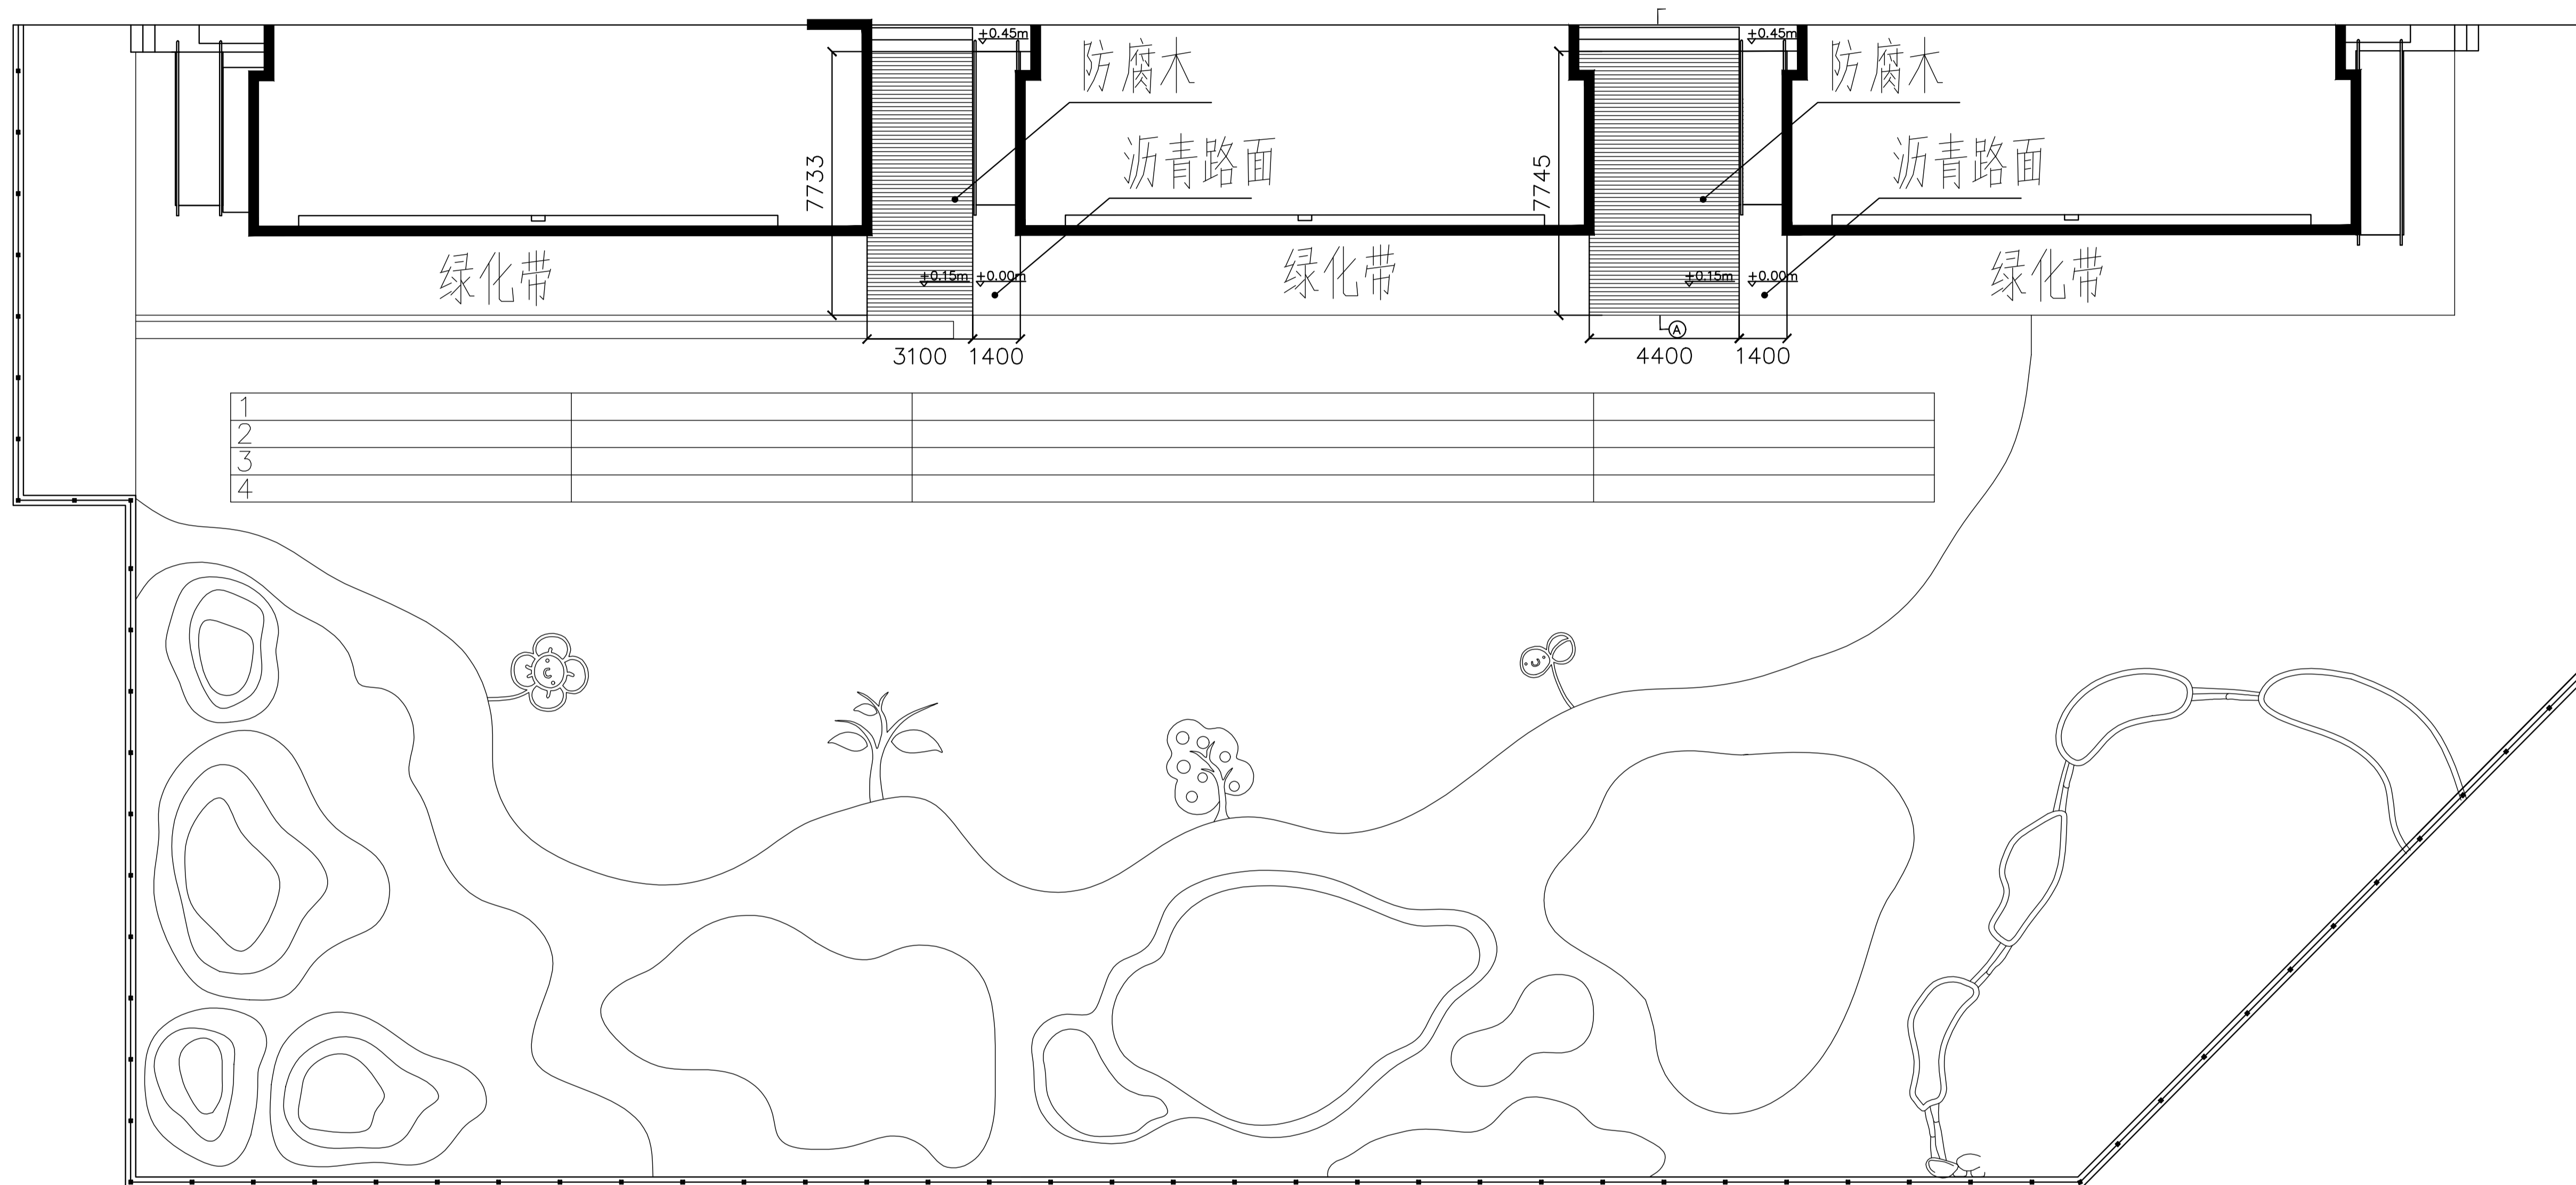 +0.45m
+0.45m
防腐木
防腐木
沥青路面
沥青路面
7733
7745
绿化带
+0.15m
+0.00m
绿化带
+0.15m
+0.00m
绿化带
A
3100
1400
4400
1400
1
2
3
4